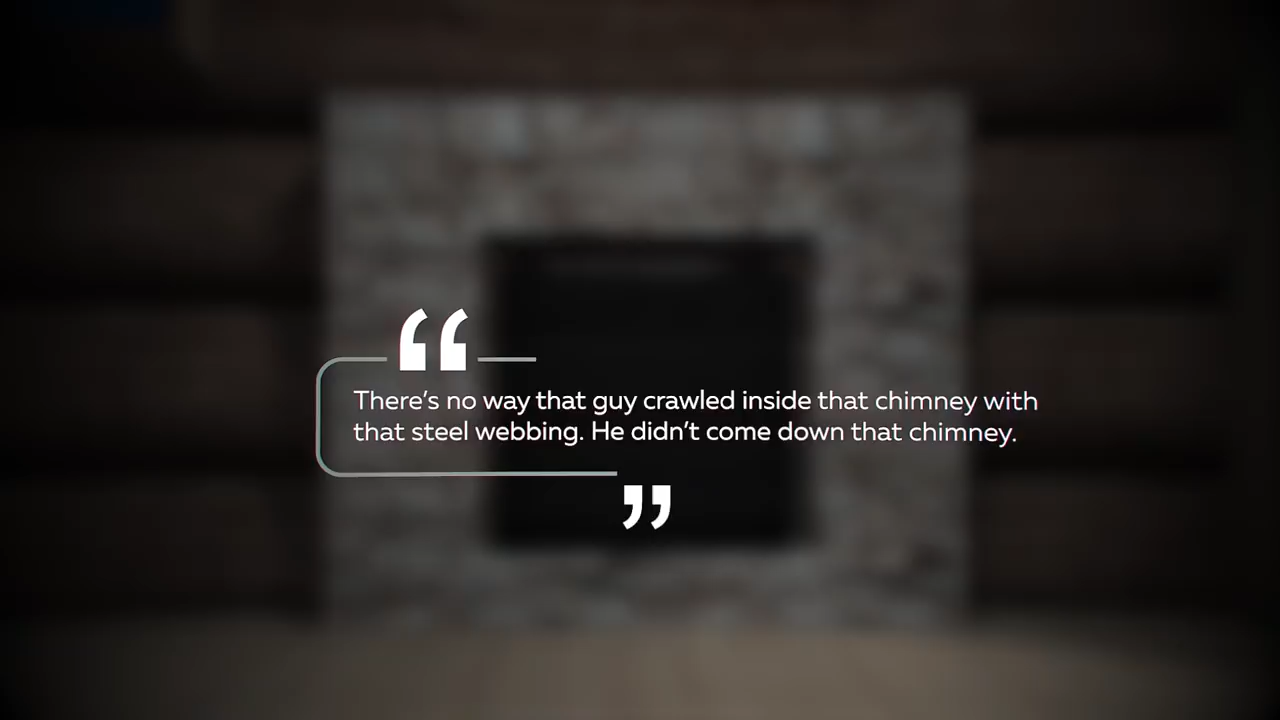 “
There’s no way that guy crawled inside that chimney with
that steel webbing. He didn’t come down that chimney.
”